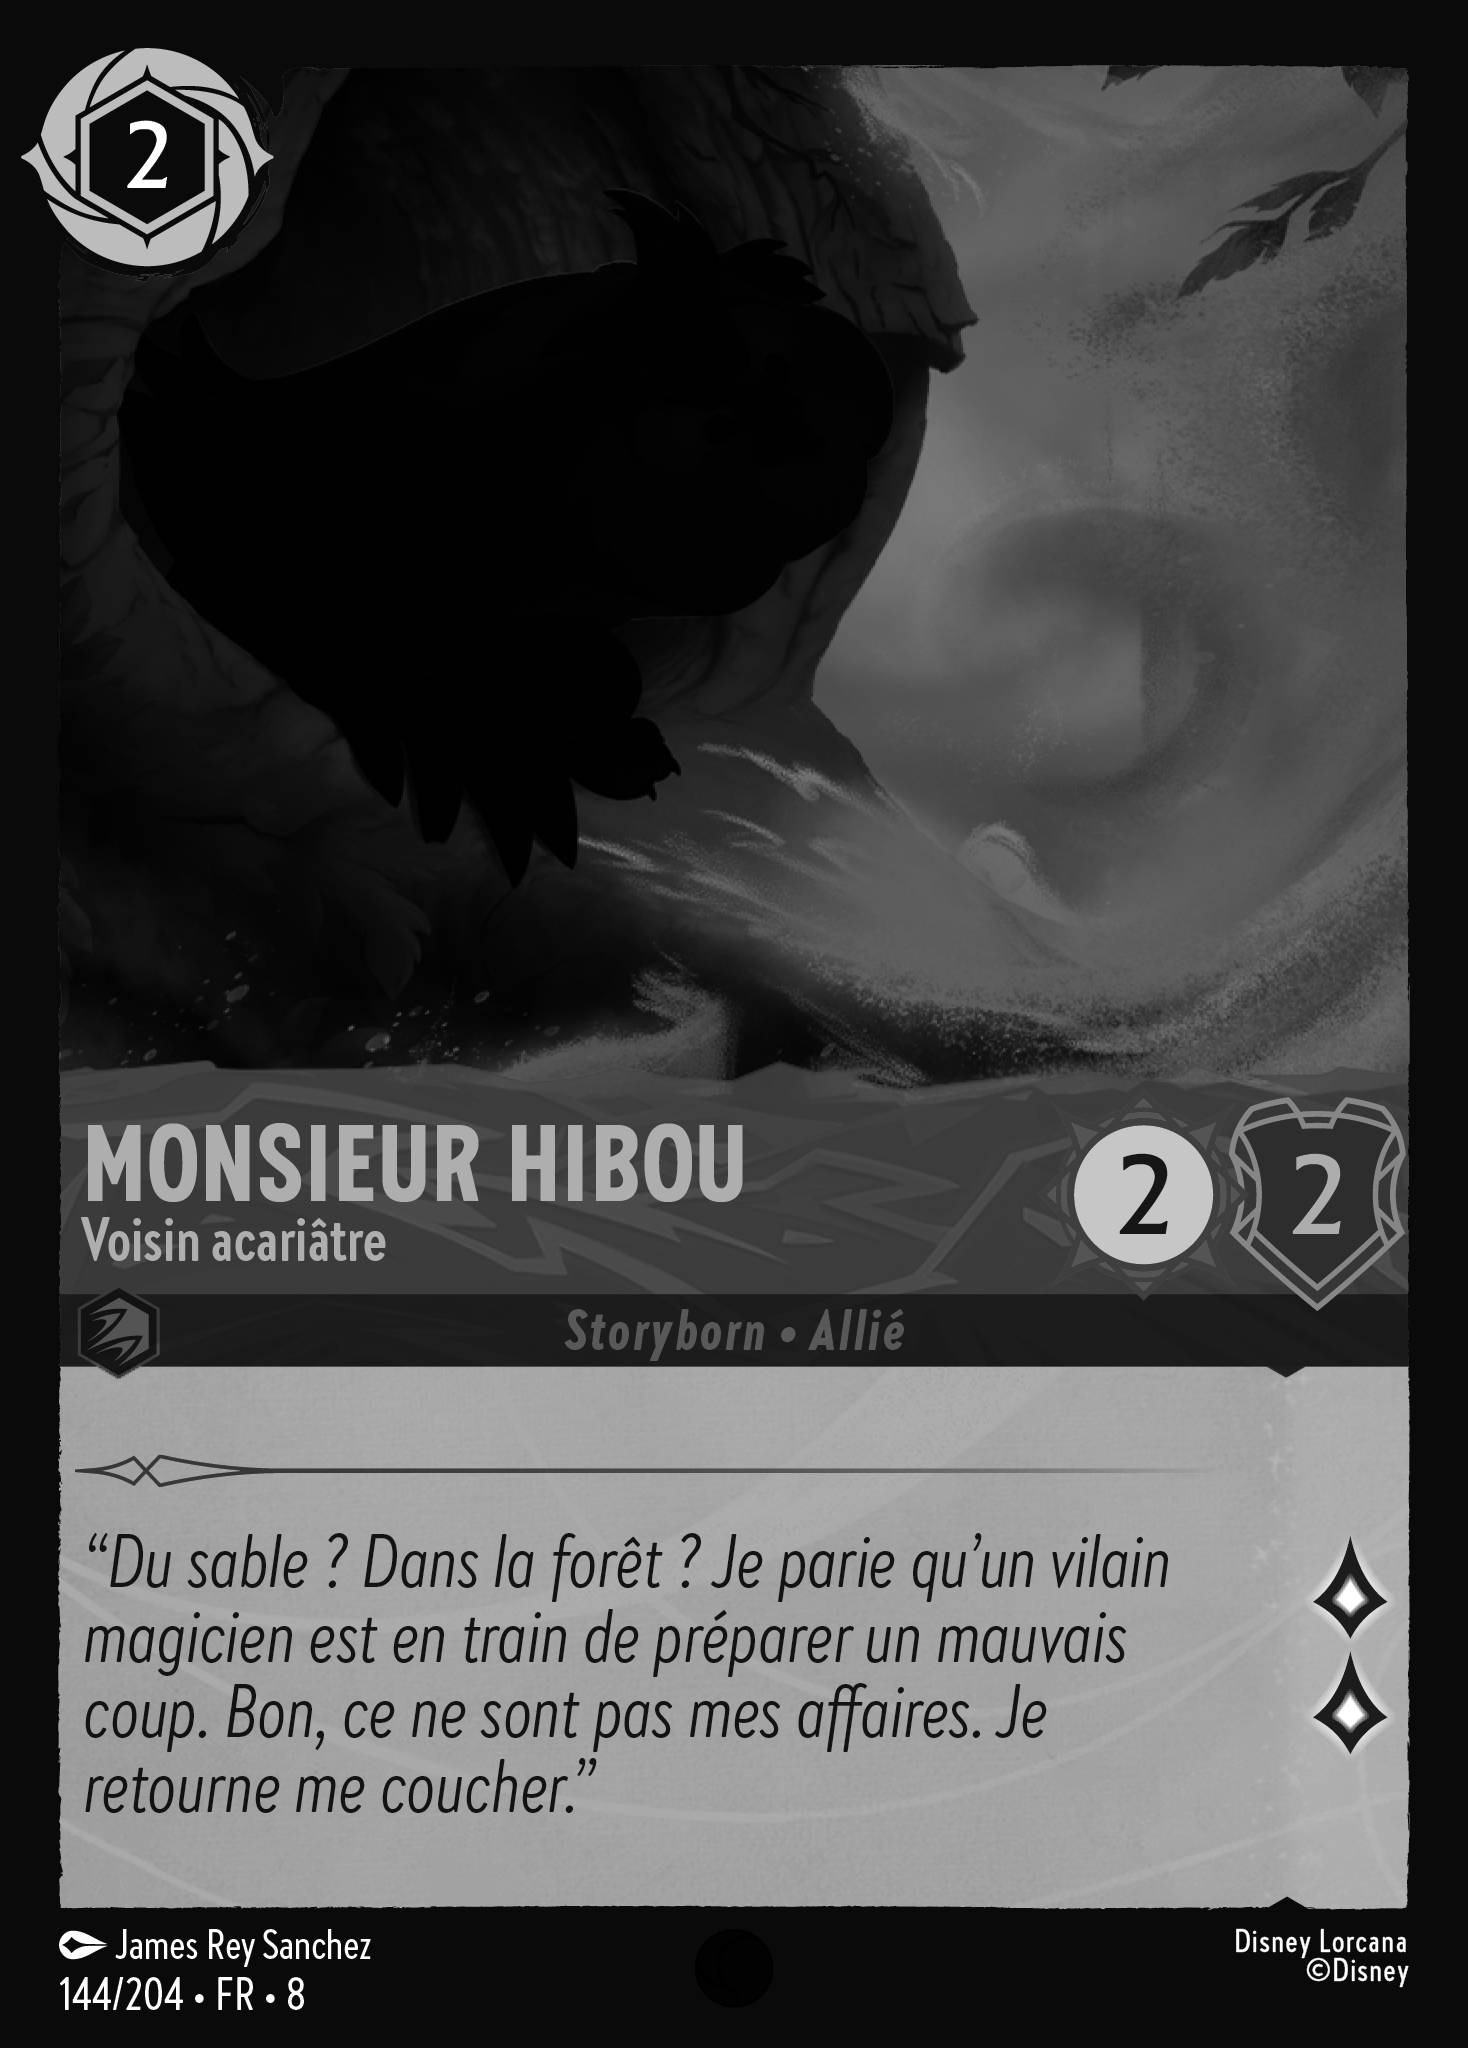 2
MONSIEUR HIBOU
Voisin acariâtre
2
2
Storyborn • Allié
“Du sable ? Dans la forêt ? Je parie qu’un vilain
magicien est en train de préparer un mauvais
coup. Bon, ce ne sont pas mes affaires. Je
retourne me coucher.”
James Rey Sanchez
144/204 • FR • 8
Disney Lorcana
©Disney